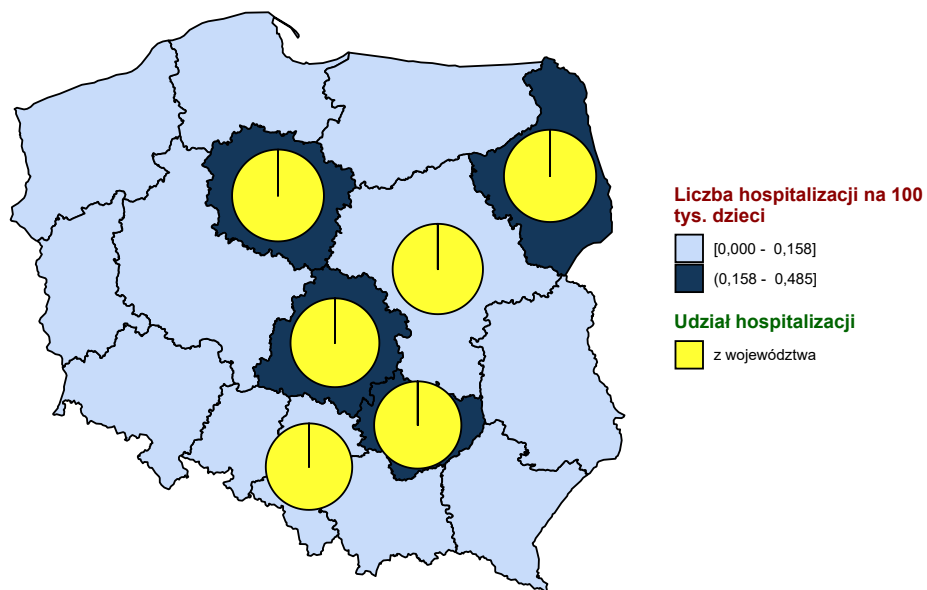 Liczba hospitalizacji na 100
tys. dzieci
[0,000 - 0,158]
(0,158 - 0,485]
Udział hospitalizacji
z województwa